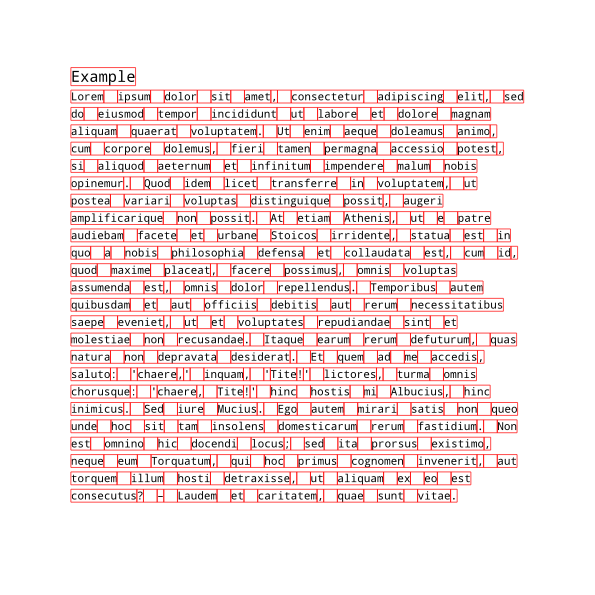 Example
Lorem ipsum dolor sit amet, consectetur adipiscing elit, sed
do eiusmod tempor incididunt ut labore et dolore magnam
aliquam quaerat voluptatem. Ut enim aeque doleamus animo,
cum corpore dolemus, fieri tamen permagna accessio potest,
si aliquod aeternum et infinitum impendere malum nobis
opinemur. Quod idem licet transferre in voluptatem, ut
postea variari voluptas distinguique possit, augeri
amplificarique non possit. At etiam Athenis, ut e patre
audiebam facete et urbane Stoicos irridente, statua est in
quo a nobis philosophia defensa et collaudata est, cum id,
quod maxime placeat, facere possimus, omnis voluptas
assumenda est, omnis dolor repellendus. Temporibus autem
quibusdam et aut officiis debitis aut rerum necessitatibus
saepe eveniet, ut et voluptates repudiandae sint et
molestiae non recusandae. Itaque earum rerum defuturum, quas
natura non depravata desiderat. Et quem ad me accedis,
saluto: 'chaere,' inquam, 'Tite!' lictores, turma omnis
chorusque: 'chaere, Tite!' hinc hostis mi Albucius, hinc
inimicus. Sed iure Mucius. Ego autem mirari satis non queo
unde hoc sit tam insolens domesticarum rerum fastidium. Non
est omnino hic docendi locus; sed ita prorsus existimo,
neque eum Torquatum, qui hoc primus cognomen invenerit, aut
torquem illum hosti detraxisse, ut aliquam ex eo est
consecutus? – Laudem et caritatem, quae sunt vitae.